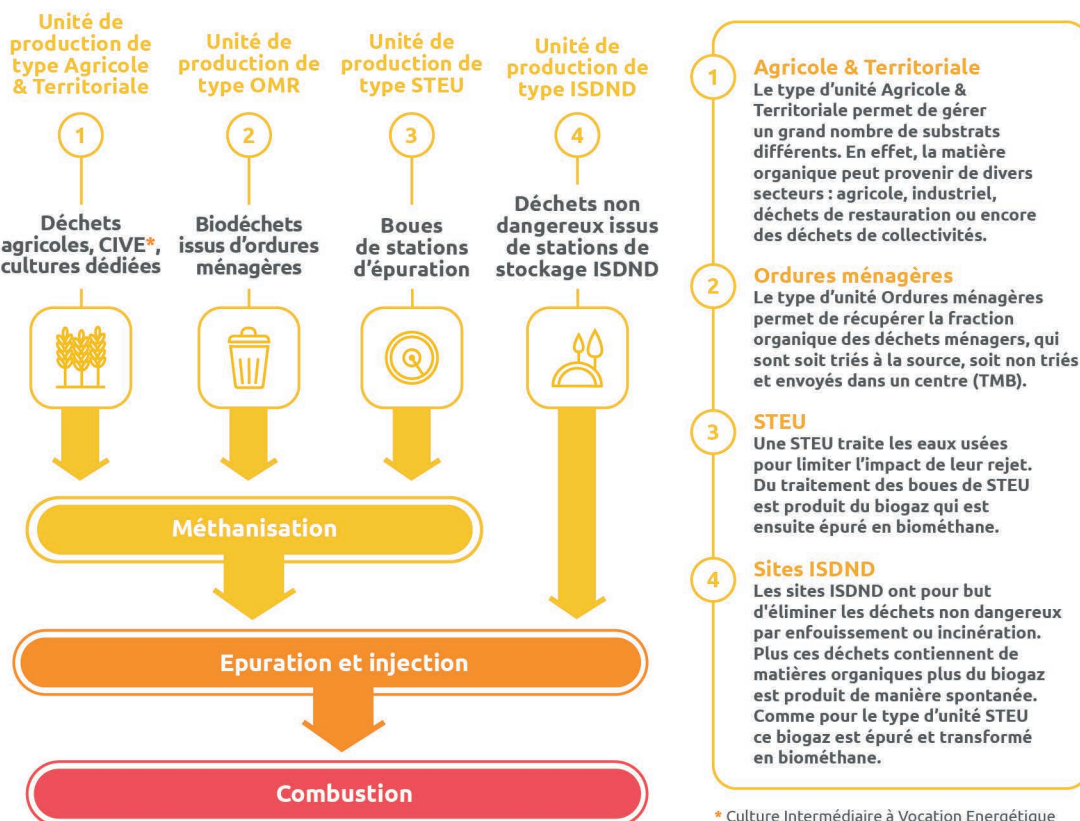 Unité de
production de
type Agricole
& Territoriale
1
Déchets
agricoles, CIVE*,
cultures dédiées
Unité de
production de
type OMR
2
Biodéchets
issus d'ordures
ménagères
Unité de
production de
type STEU
3
Boues
de stations
d'épuration
Unité de
production de
type ISDND
4
Déchets non
dangereux issus
de stations de
stockage ISDND
Méthanisation
Epuration et injection
Combustion
1
Agricole & Territoriale
Le type d'unité Agricole &
Territoriale permet de gérer
un grand nombre de substrats
différents. En effet, la matière
organique peut provenir de divers
secteurs : agricole, industriel,
déchets de restauration ou encore
des déchets de collectivités.
2
Ordures ménagères
Le type d'unité Ordures ménagères
permet de récupérer la fraction
organique des déchets ménagers, qui
sont soit triés à la source, soit non triés
et envoyés dans un centre (TMB).
3
STEU
Une STEU traite les eaux usées
pour limiter l'impact de leur rejet.
Du traitement des boues de STEU
est produit du biogaz qui est
ensuite épuré en biométhane.
4
Sites ISDND
Les sites ISDND ont pour but
d'éliminer les déchets non dangereux
par enfouissement ou incinération.
Plus ces déchets contiennent de
matières organiques plus du biogaz
est produit de manière spontanée.
Comme pour le type d'unité STEU
ce biogaz est épuré et transformé
en biométhane.
* Culture Intermédiaire à Vocation Energétique